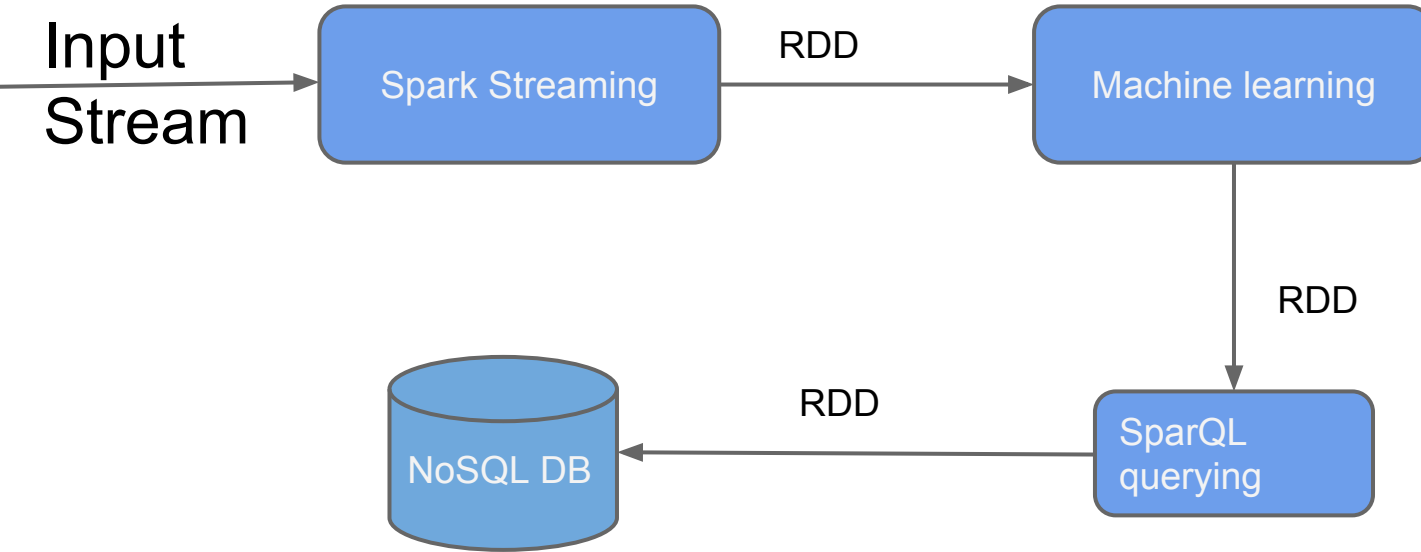 Input
Stream
Spark Streaming
RDD
Machine learning
RDD
SparQL
querying
RDD
NoSQL DB